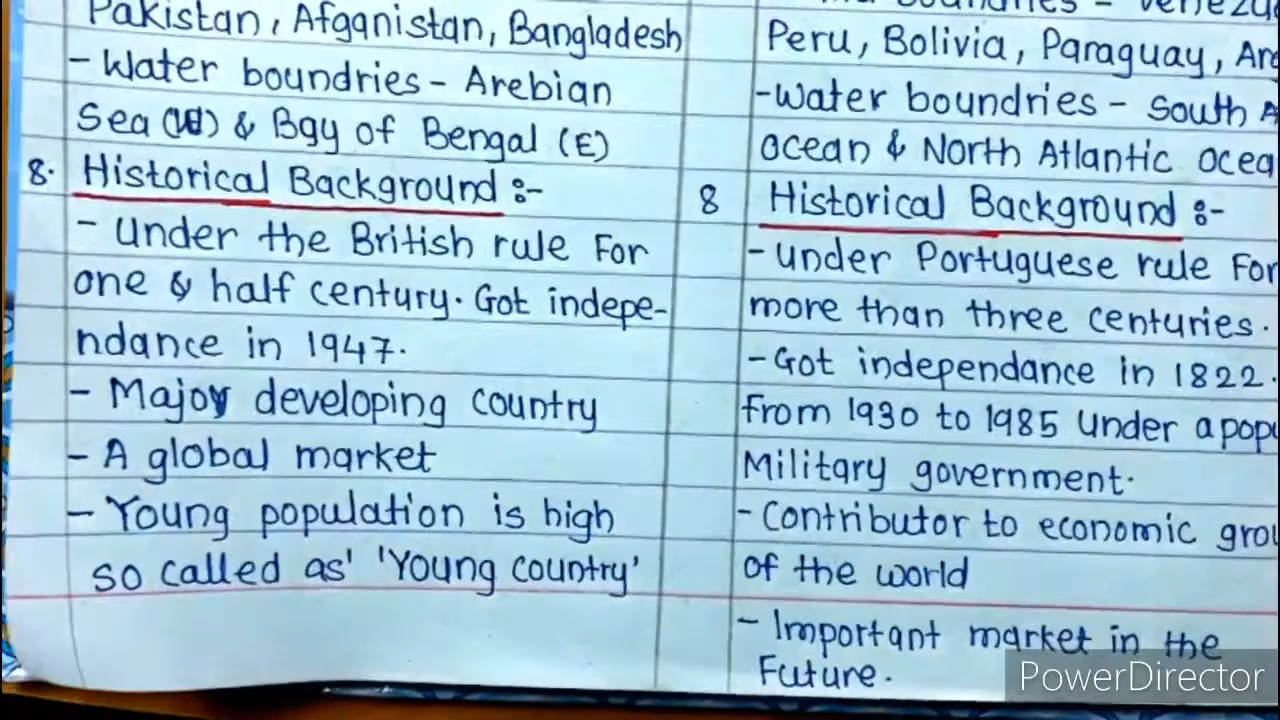 Pakistan, Afganistan, Bangladesh
- Water boundries - Arebian
Sea (W) & Bay of Bengal (E)
8. Historical Background :-
- Under the British rule For
one & half century. Got indepe-
ndance in 1947.
- Major developing country
- A global market
- Young population is high
so called as' 'Young country'
Peru, Bolivia, Paraguay,
- Water boundries - South A
ocean & North Atlantic ocea
8 Historical Background :-
- under Portuguese rule For
more than three centuries.
- Got independance in 1822.
From 1930 to 1985 Under a popu
Military government.
- Contributor to economic grow
of the world
- Important market in the
Future.
PowerDirector